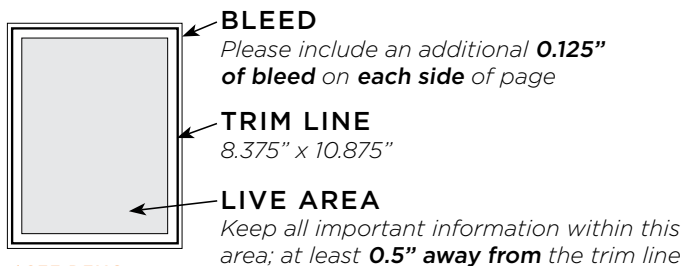 BLEED
Please include an additional 0.125”
of bleed on each side of page
TRIM LINE
8.375” x 10.875”
LIVE AREA
Keep all important information within this
area; at least 0.5” away from the trim line